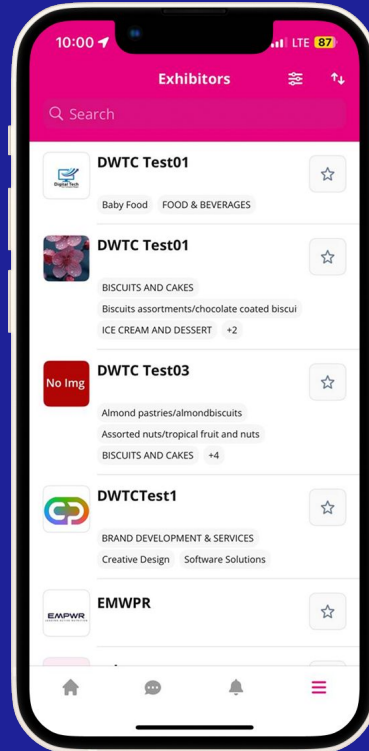 10:00
LTE 87
Exhibitors
Search
DWTC Test01
Digital Tech
Baby Food FOOD & BEVERAGES
DWTC Test01
BISCUITS AND CAKES
Biscuits assortments/chocolate coated biscui
ICE CREAM AND DESSERT +2
DWTC Test03
No Img
Almond pastries/almondbiscuits
Assorted nuts/tropical fruit and nuts
BISCUITS AND CAKES +4
DWTCTest1
BRAND DEVELOPMENT & SERVICES
Creative Design Software Solutions
EMWPR
EMPWR